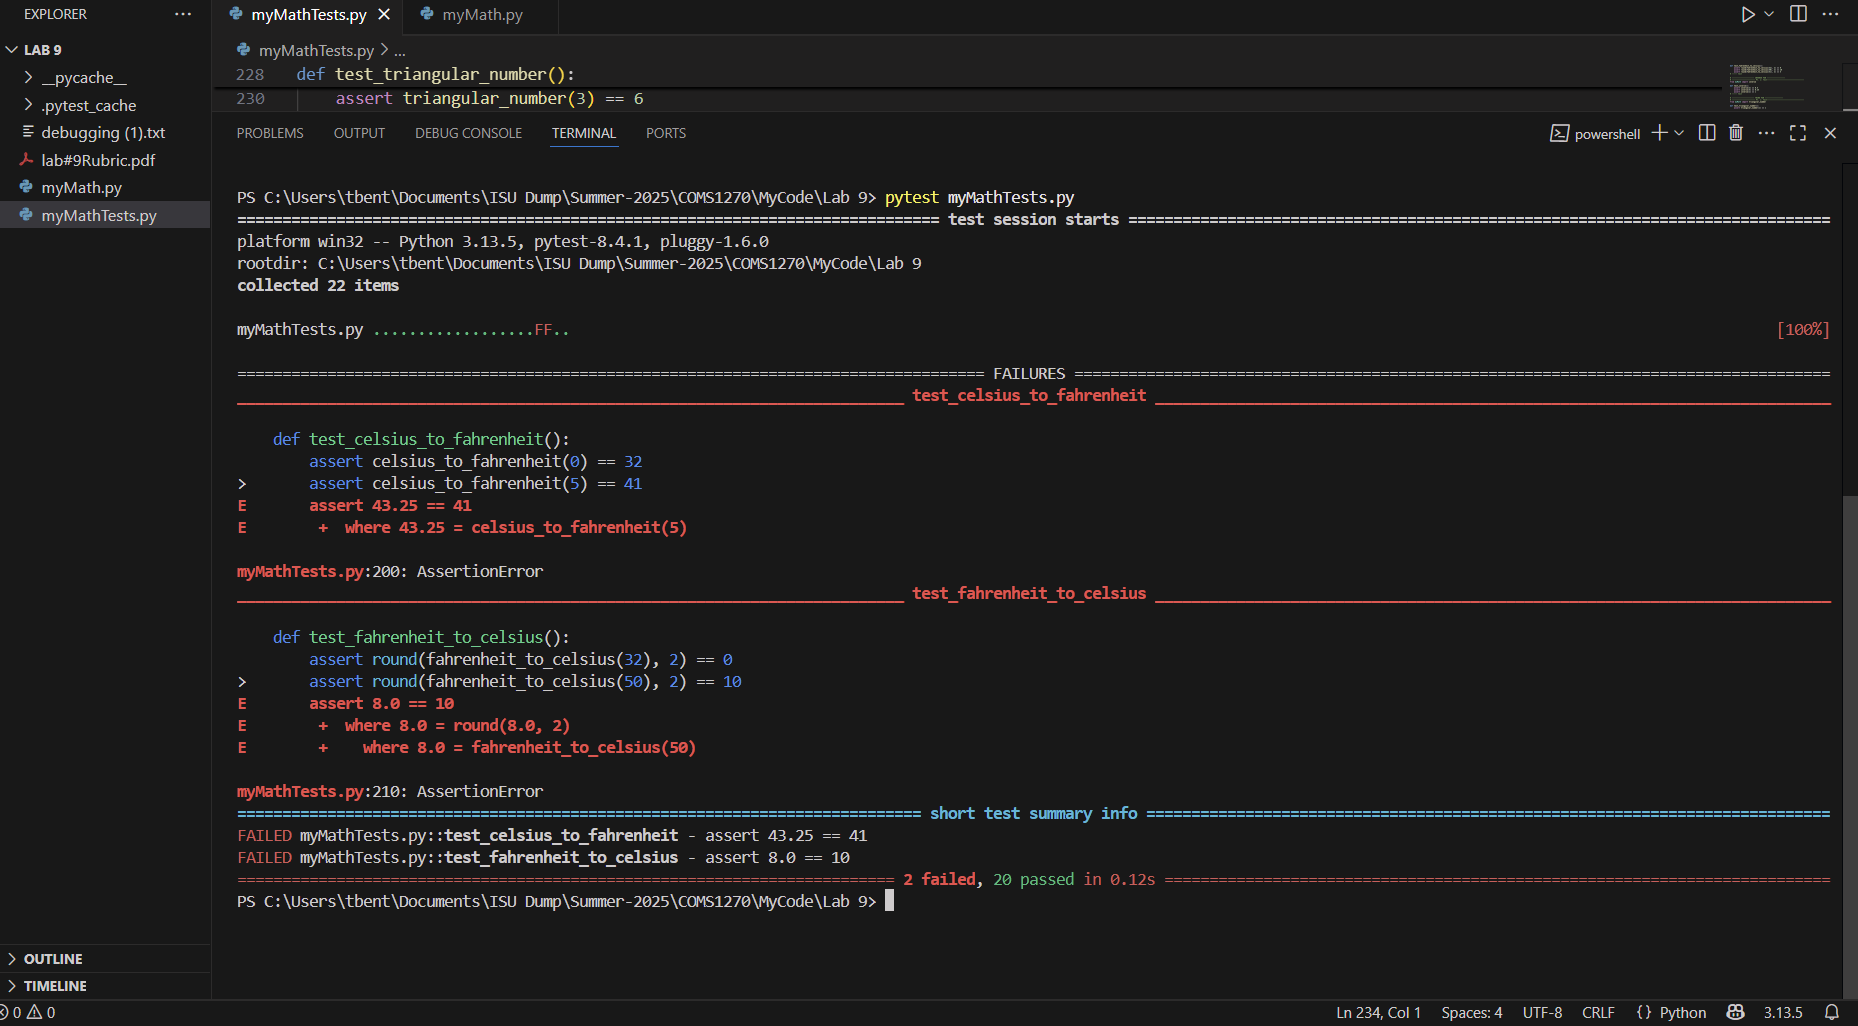 EXPLORER
···
myMathTests.py
myMath.py
···
LAB 9
__pycache__
.pytest_cache
debugging (1).txt
lab#9Rubric.pdf
myMath.py
myMathTests.py
OUTLINE
TIMELINE
myMathTests.py > ...
228 def test_triangular_number():
230 assert triangular_number(3) == 6
PROBLEMS OUTPUT DEBUG CONSOLE TERMINAL PORTS
powershell
PS C:\Users\tbent\Documents\ISU Dump\Summer-2025\COMS1270\MyCode\Lab 9> pytest myMathTests.py
============================================================================== test session starts ==============================================================================
platform win32 -- Python 3.13.5, pytest-8.4.1, pluggy-1.6.0
rootdir: C:\Users\tbent\Documents\ISU Dump\Summer-2025\COMS1270\MyCode\Lab 9
collected 22 items
myMathTests.py ..................FF.. [100%]
=================================================================================== FAILURES ====================================================================================
__________________________________________________________________________ test_celsius_to_fahrenheit ___________________________________________________________________________
def test_celsius_to_fahrenheit():
assert celsius_to_fahrenheit(0) == 32
> assert celsius_to_fahrenheit(5) == 41
E assert 43.25 == 41
E + where 43.25 = celsius_to_fahrenheit(5)
myMathTests.py:200: AssertionError
__________________________________________________________________________ test_fahrenheit_to_celsius ___________________________________________________________________________
def test_fahrenheit_to_celsius():
assert round(fahrenheit_to_celsius(32), 2) == 0
> assert round(fahrenheit_to_celsius(50), 2) == 10
E assert 8.0 == 10
E + where 8.0 = round(8.0, 2)
E + where 8.0 = fahrenheit_to_celsius(50)
myMathTests.py:210: AssertionError
============================================================================ short test summary info ============================================================================
FAILED myMathTests.py::test_celsius_to_fahrenheit - assert 43.25 == 41
FAILED myMathTests.py::test_fahrenheit_to_celsius - assert 8.0 == 10
========================================================================= 2 failed, 20 passed in 0.12s ==========================================================================
PS C:\Users\tbent\Documents\ISU Dump\Summer-2025\COMS1270\MyCode\Lab 9>
0 0
Ln 234, Col 1 Spaces: 4 UTF-8 CRLF {} Python 3.13.5